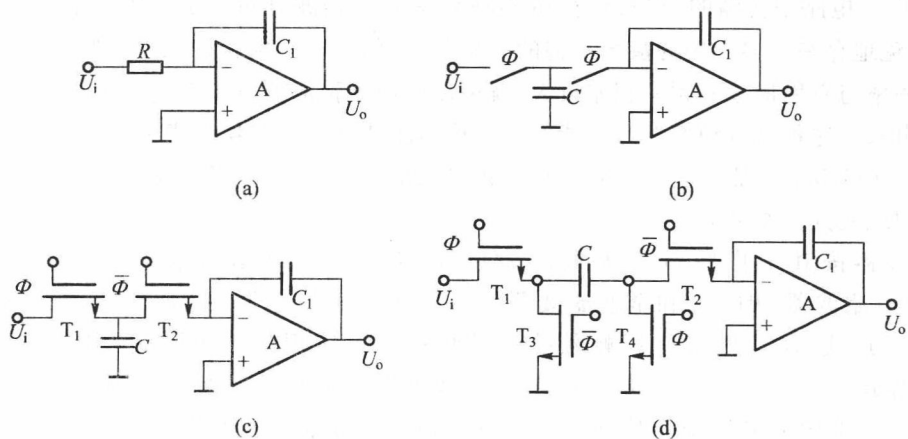 R
C₁
Uᵢ
−
A
+
Uₒ
(a)
Φ
Φ̅
C₁
Uᵢ
C
−
A
+
Uₒ
(b)
Φ
Φ̅
C₁
Uᵢ
T₁
T₂
C
−
A
+
Uₒ
(c)
Φ
C
Φ̅
C₁
Uᵢ
T₁
T₂
−
A
+
T₃
Φ̅
T₄
Φ
Uₒ
(d)